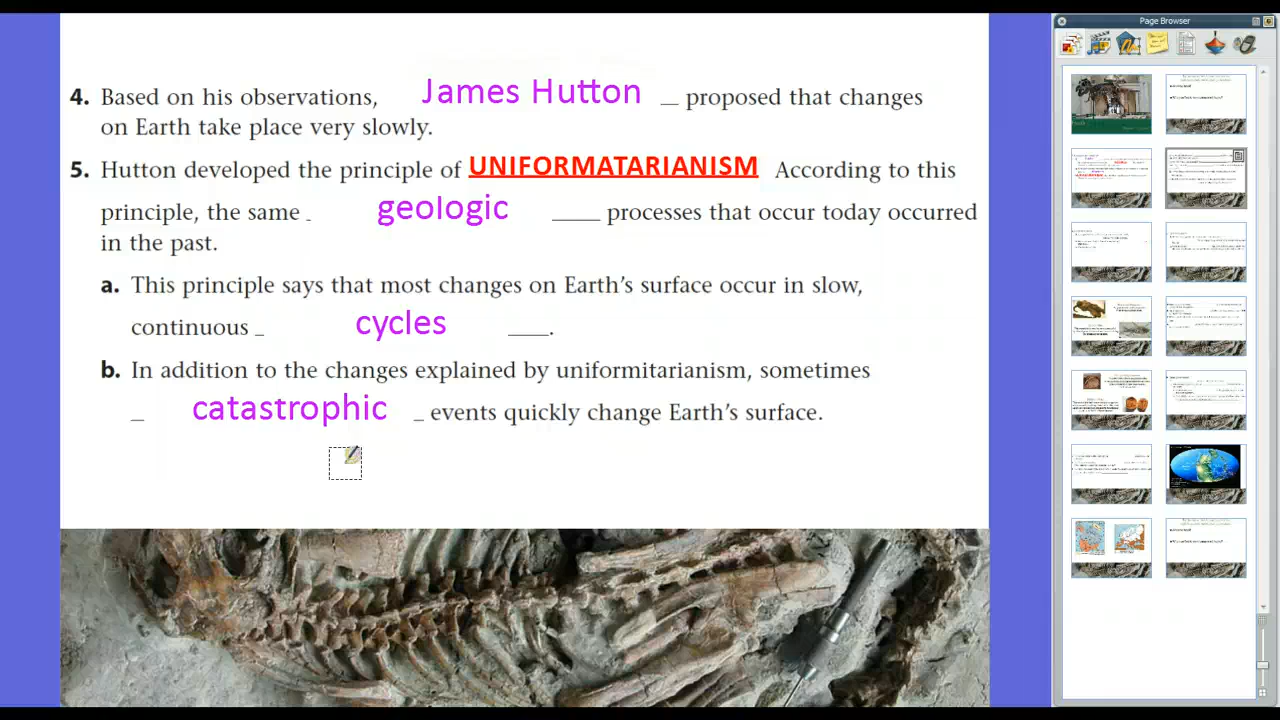 Page Browser
4. Based on his observations, James Hutton _ proposed that changes
on Earth take place very slowly.
5. Hutton developed the principle of UNIFORMATARIANISM According to this
principle, the same _ geologic ____ processes that occur today occurred
in the past.
a. This principle says that most changes on Earth's surface occur in slow,
continuous _ cycles ____.
b. In addition to the changes explained by uniformitarianism, sometimes
_ catastrophic _ events quickly change Earth's surface.